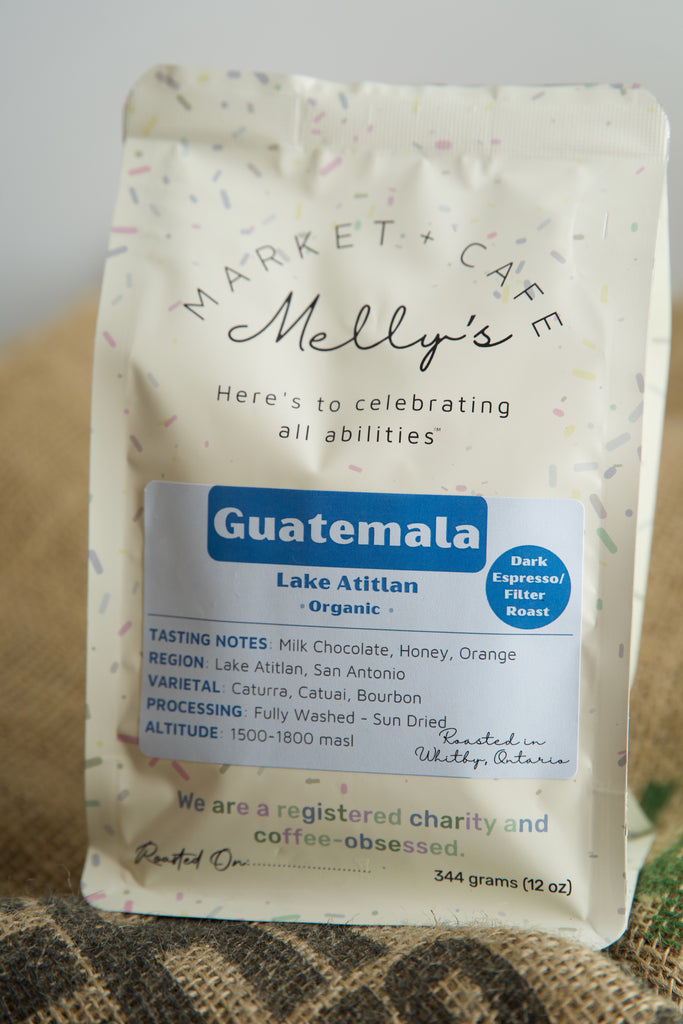 MARKET + CAFE
Melly's
Here's to celebrating
all abilities™
Guatemala
Lake Atitlan
• Organic •
Dark
Espresso/
Filter
Roast
TASTING NOTES: Milk Chocolate, Honey, Orange
REGION: Lake Atitlan, San Antonio
VARIETAL: Caturra, Catuai, Bourbon
PROCESSING: Fully Washed - Sun Dried
ALTITUDE: 1500-1800 masl
Roasted in
Whitby, Ontario
We are a registered charity and
coffee-obsessed.
Roasted On:..............................
344 grams (12 oz)